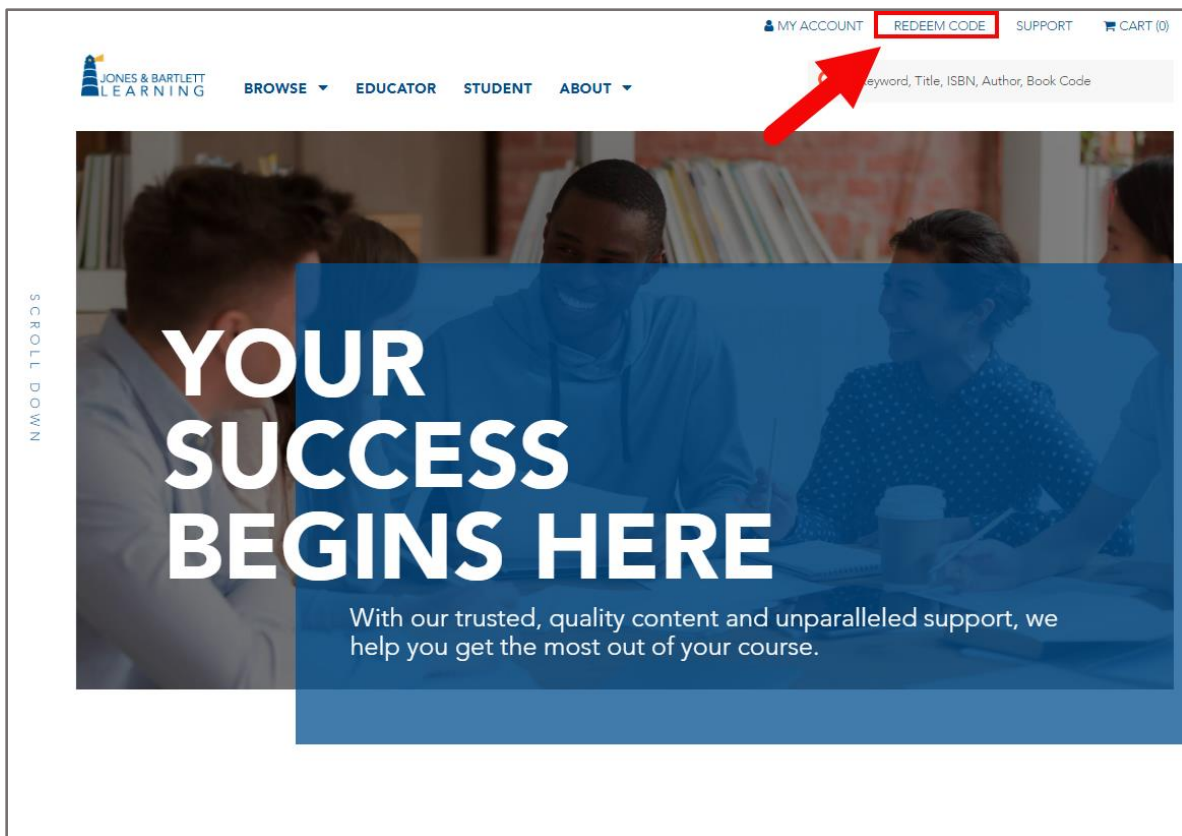 MY ACCOUNT REDEEM CODE SUPPORT CART (0)
JONES & BARTLETT
LEARNING
BROWSE EDUCATOR STUDENT ABOUT
Title, ISBN, Author, Book Code
SCROLL DOWN
YOUR
SUCCESS
BEGINS HERE
With our trusted, quality content and unparalleled support, we
help you get the most out of your course.